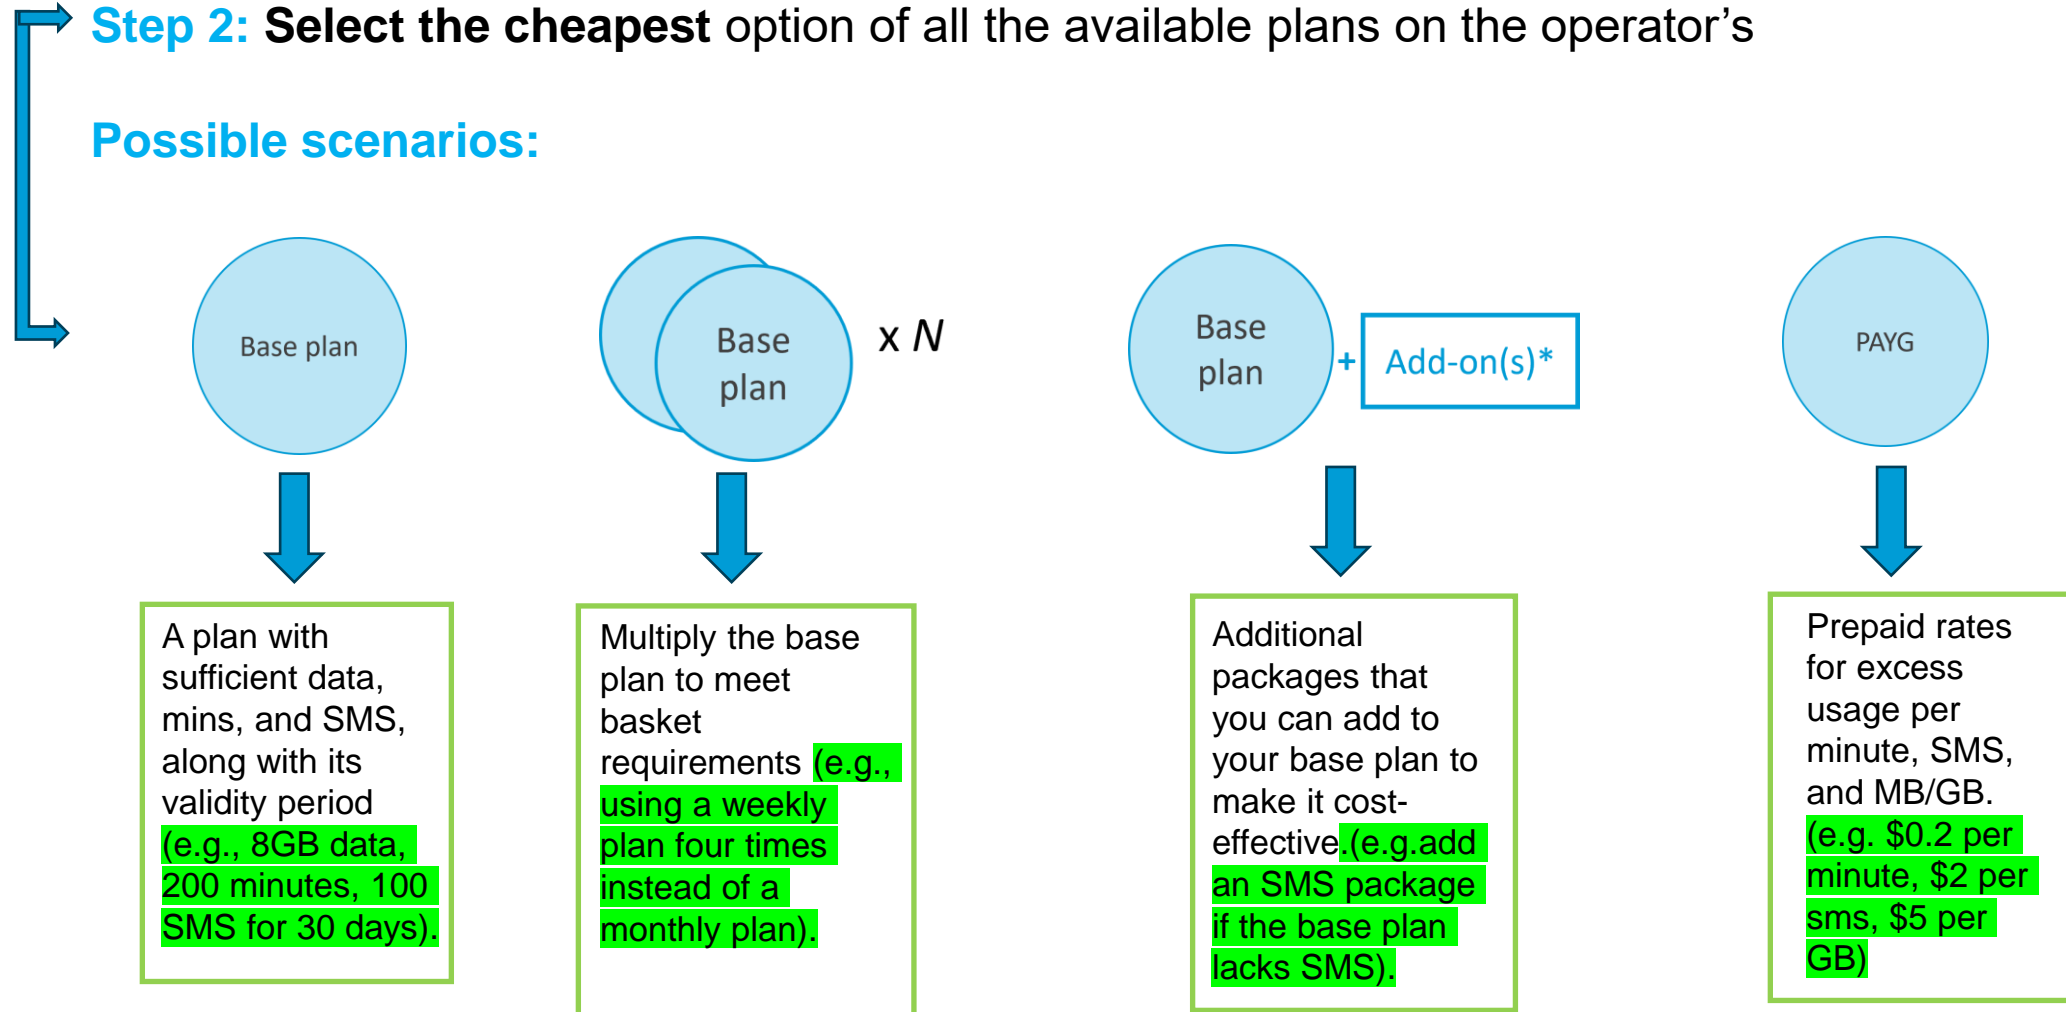 Step 2: Select the cheapest option of all the available plans on the operator’s
Possible scenarios:
Base plan
Base
plan
x N
Base
plan
+
Add-on(s)*
PAYG
A plan with
sufficient data,
mins, and SMS,
along with its
validity period
(e.g., 8GB data,
200 minutes, 100
SMS for 30 days).
Multiply the base
plan to meet
basket
requirements (e.g.,
using a weekly
plan four times
instead of a
monthly plan).
Additional
packages that
you can add to
your base plan to
make it cost-
effective.(e.g.add
an SMS package
if the base plan
lacks SMS).
Prepaid rates
for excess
usage per
minute, SMS,
and MB/GB.
(e.g. $0.2 per
minute, $2 per
sms, $5 per
GB)